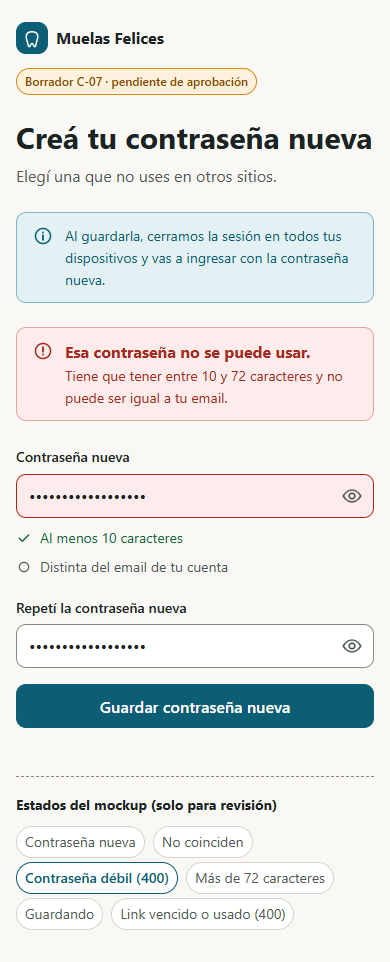 Muelas Felices
Borrador C-07 · pendiente de aprobación
Creá tu contraseña nueva
Elegí una que no uses en otros sitios.
Al guardarla, cerramos la sesión en todos tus
dispositivos y vas a ingresar con la contraseña
nueva.
Esa contraseña no se puede usar.
Tiene que tener entre 10 y 72 caracteres y no
puede ser igual a tu email.
Contraseña nueva
••••••••••••••••••
Al menos 10 caracteres
Distinta del email de tu cuenta
Repetí la contraseña nueva
••••••••••••••••••
Guardar contraseña nueva
Estados del mockup (solo para revisión)
Contraseña nueva
No coinciden
Contraseña débil (400)
Más de 72 caracteres
Guardando
Link vencido o usado (400)